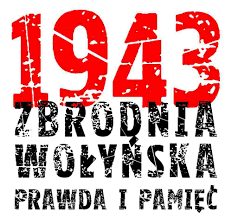 1943
ZBRODNIA
WOŁYŃSKA
PRAWDA I PAMIĘĆ